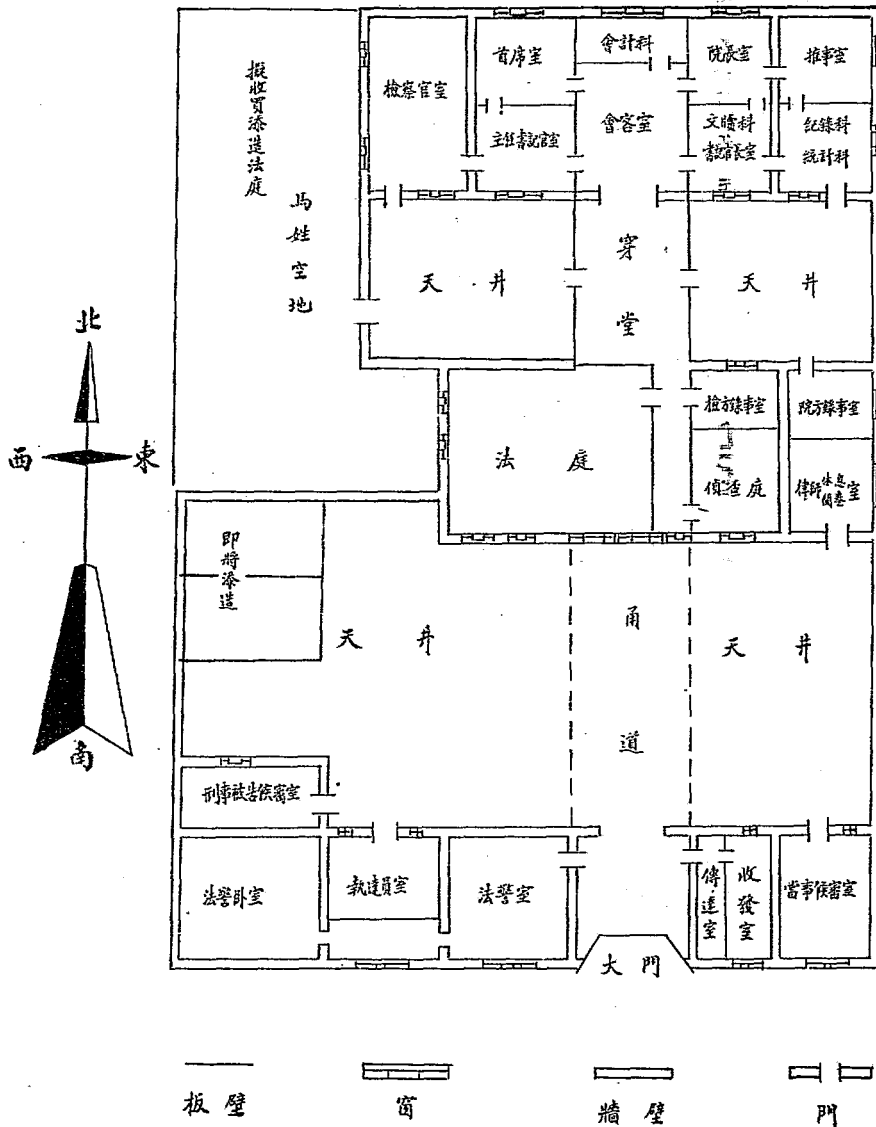 擬收買添造法庭
馬姓空地
檢察官室
首席室
主任書記官室
會計科
會客室
院長室
文牘科
書記官長室
推事室
紀錄科
統計科
天井
穿堂
天井
北
西
東
南
法庭
檢方錄事室
偵查庭
院方錄事室
律師休息閱卷室
即將添造
天井
甬道
天井
刑事被告候審室
法警卧室
執達員室
法警室
傳達室
收發室
當事候審室
大門
板壁
窗
牆壁
門